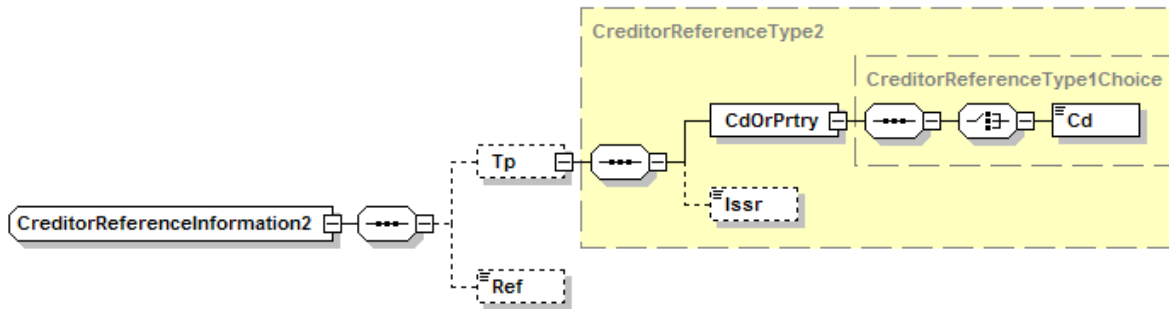 CreditorReferenceType2
CreditorReferenceType1Choice
CdOrPrtry
Cd
Tp
Issr
CreditorReferenceInformation2
Ref